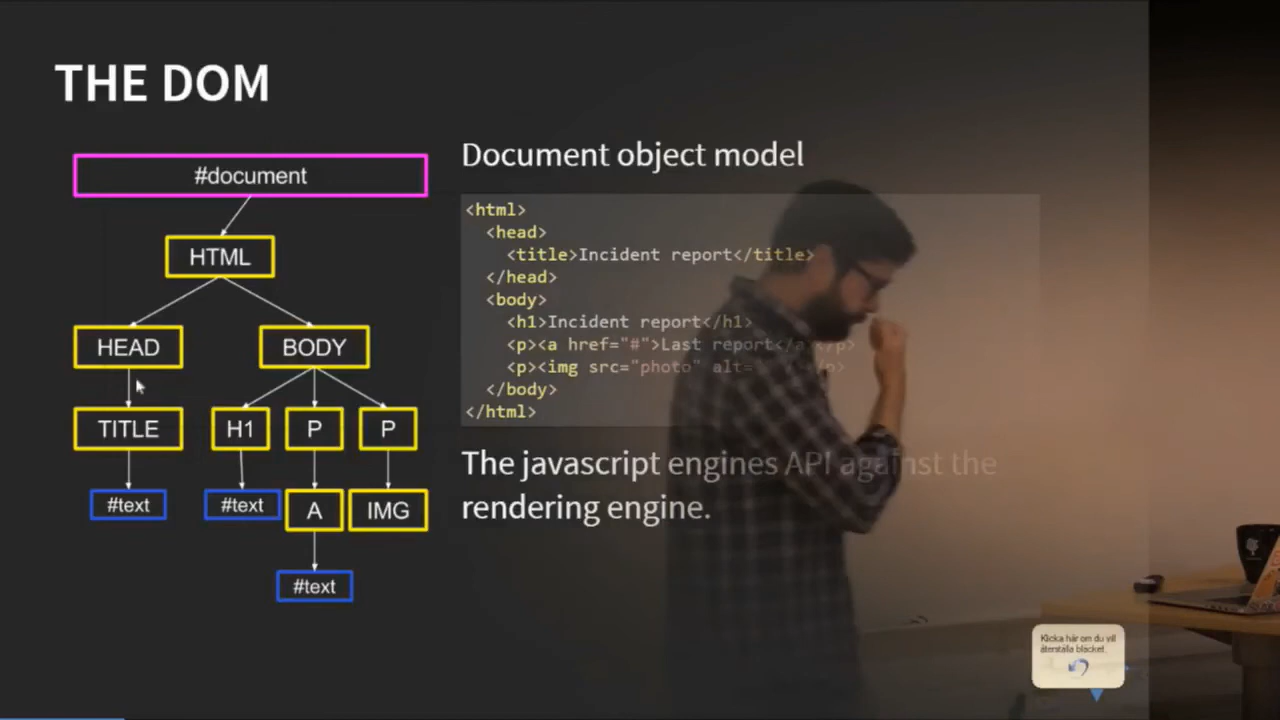 THE DOM
#document
HTML
HEAD BODY
TITLE H1 P P
#text #text A IMG
#text
Document object model
<html>
<head>
<title>Incident report</title>
</head>
<body>
<h1>Incident report</h1>
<p><a href="#">Last report</a </p>
<p><img src="photo" alt= </p>
</body>
</html>
The javascript engines API against the
rendering engine.
Klicka här om du vill
återställa blocket.